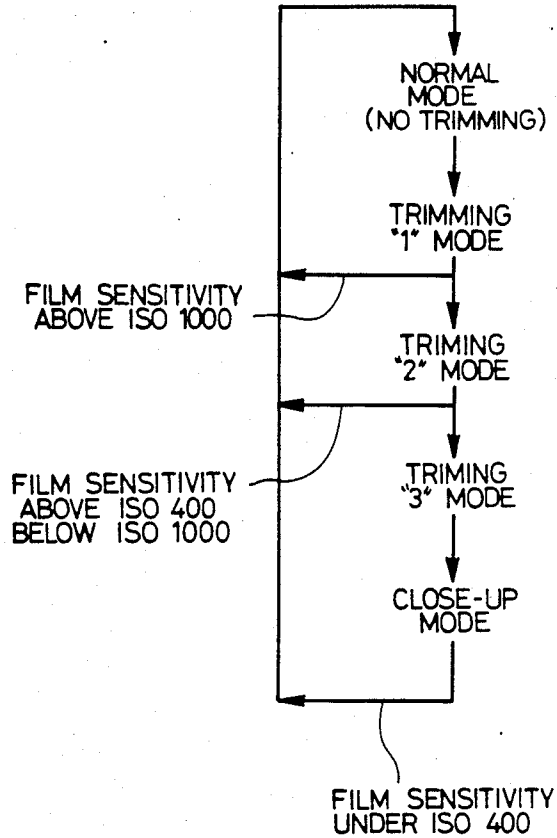 NORMAL
MODE
(NO TRIMMING)
TRIMMING
"1" MODE
FILM SENSITIVITY
ABOVE ISO 1000
TRIMING
"2" MODE
FILM SENSITIVITY
ABOVE ISO 400
BELOW ISO 1000
TRIMING
"3" MODE
CLOSE-UP
MODE
FILM SENSITIVITY
UNDER ISO 400